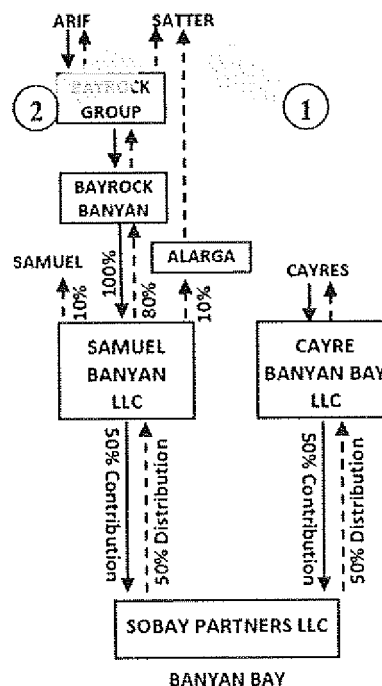 ARIF
SATTER
BAYROCK
GROUP
2
1
BAYROCK
BANYAN
SAMUEL
10%
100%
80%
ALARGA
10%
CAYRES
SAMUEL
BANYAN
LLC
CAYRE
BANYAN BAY
LLC
50% Contribution
50% Distribution
50% Contribution
50% Distribution
SOBAY PARTNERS LLC
BANYAN BAY